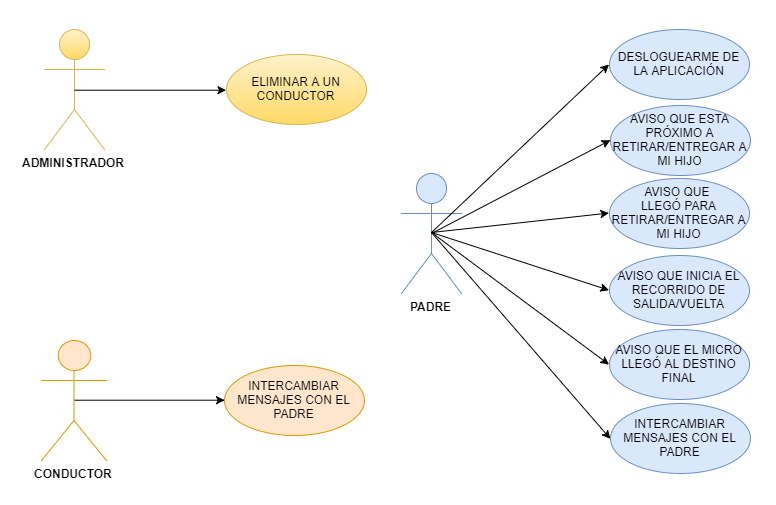 ELIMINAR A UN
CONDUCTOR
ADMINISTRADOR
DESLOGUEARME DE
LA APLICACIÓN
AVISO QUE ESTA
PRÓXIMO A
RETIRAR/ENTREGAR A
MI HIJO
AVISO QUE
LLEGÓ PARA
RETIRAR/ENTREGAR A
MI HIJO
PADRE
AVISO QUE INICIA EL
RECORRIDO DE
SALIDA/VUELTA
AVISO QUE EL MICRO
LLEGÓ AL DESTINO
FINAL
INTERCAMBIAR
MENSAJES CON EL
PADRE
INTERCAMBIAR
MENSAJES CON EL
PADRE
CONDUCTOR